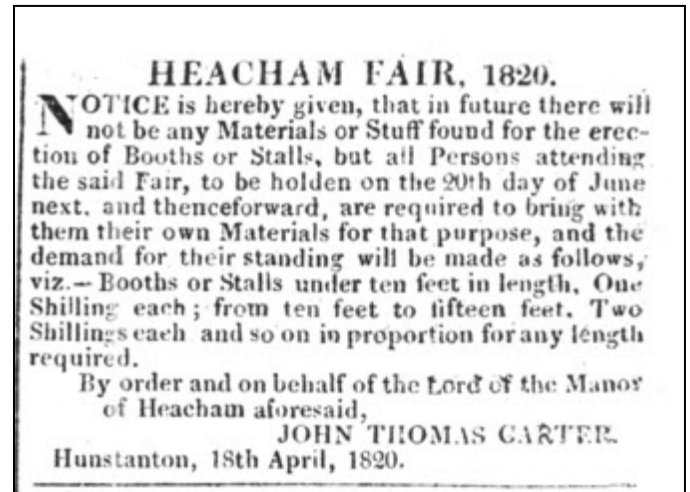 HEACHAM FAIR, 1820.
NOTICE is hereby given, that in future there will
not be any Materials or Stuff found for the erec-
tion of Booths or Stalls, but all Persons attending
the said Fair, to be holden on the 20th day of June
next, and thenceforward, are required to bring with
them their own Materials for that purpose, and the
demand for their standing will be made as follows,
viz.— Booths or Stalls under ten feet in length, One
Shilling each; from ten feet to fifteen feet, Two
Shillings each and so on in proportion for any length
required.
By order and on behalf of the Lord of the Manor
of Heacham aforesaid,
JOHN THOMAS CARTER.
Hunstanton, 18th April, 1820.